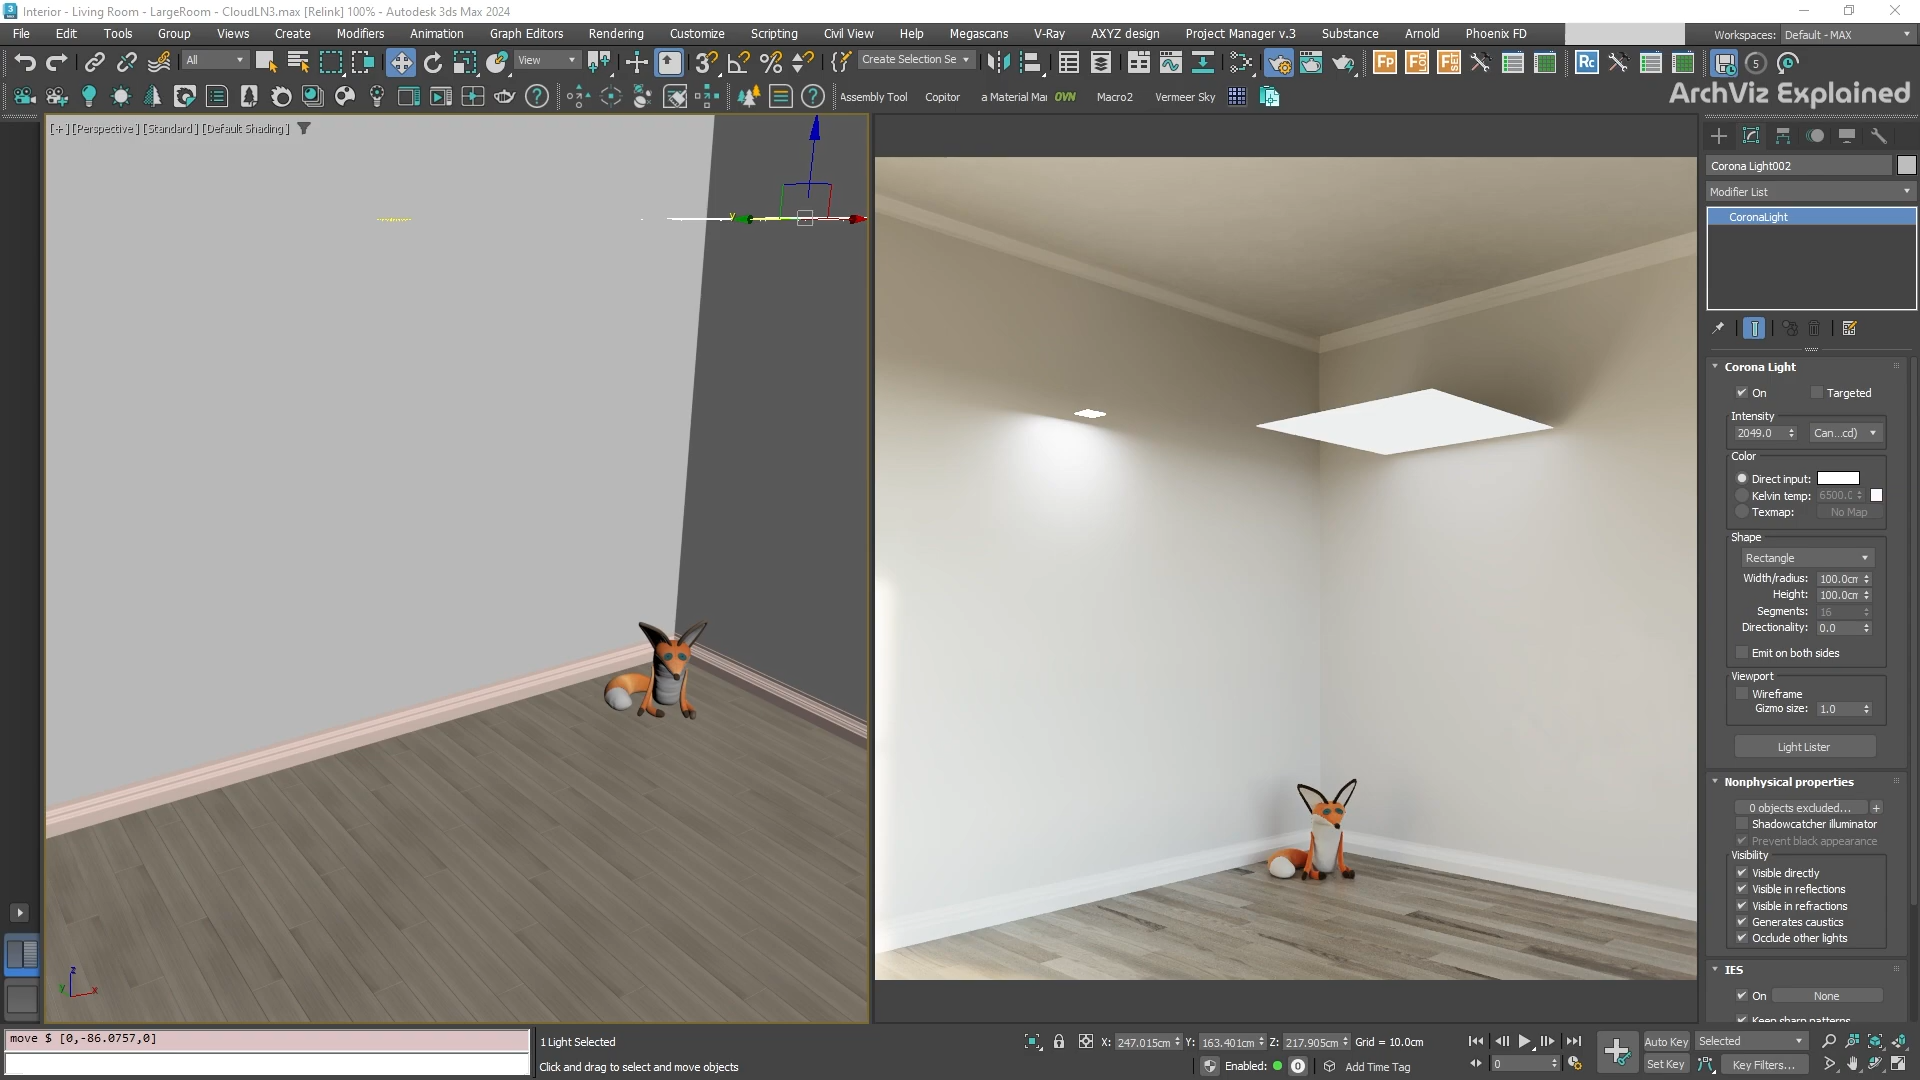 Interior - Living Room - LargeRoom - CloudLN3.max [Relink] 100% - Autodesk 3ds Max 2024
File Edit Tools Group Views Create Modifiers Animation Graph Editors Rendering Customize Scripting Civil View Help Megascans V-Ray AXYZ design Project Manager v.3 Substance Arnold Phoenix FD Workspaces: Default - MAX
All View Create Selection Se
Assembly Tool Copitor a Material Mar OVN Macro2 Vermeer Sky
ArchViz Explained
[+] [Perspective] [Standard] [Default Shading]
Corona Light002
Modifier List
CoronaLight
Corona Light
On Targeted
Intensity
2049.0 Can...cd)
Color
Direct input:
Kelvin temp: 6500.0
Texmap: No Map
Shape
Rectangle
Width/radius: 100.0cm
Height: 100.0cm
Segments: 16
Directionality: 0.0
Emit on both sides
Viewport
Wireframe
Gizmo size: 1.0
Light Lister
Nonphysical properties
0 objects excluded... +
Shadowcatcher illuminator
Prevent black appearance
Visibility
Visible directly
Visible in reflections
Visible in refractions
Generates caustics
Occlude other lights
IES
On None
Keep sharp patterns
move $ [0,-86.0757,0]
1 Light Selected
Click and drag to select and move objects
X: 247.015cm Y: 163.401cm Z: 217.905cm Grid = 10.0cm
Enabled: 0 Add Time Tag
0
Auto Key Selected
Set Key Key Filters...
z
y x